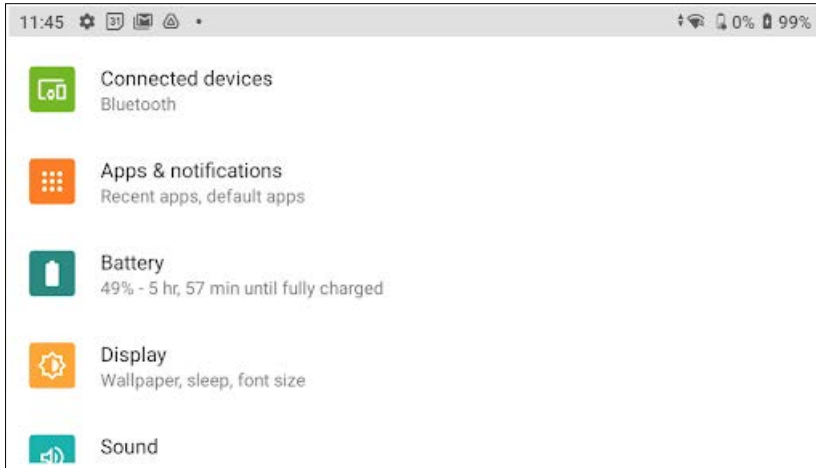 11:45 31 0% 99%
Connected devices
Bluetooth
Apps & notifications
Recent apps, default apps
Battery
49% - 5 hr, 57 min until fully charged
Display
Wallpaper, sleep, font size
Sound